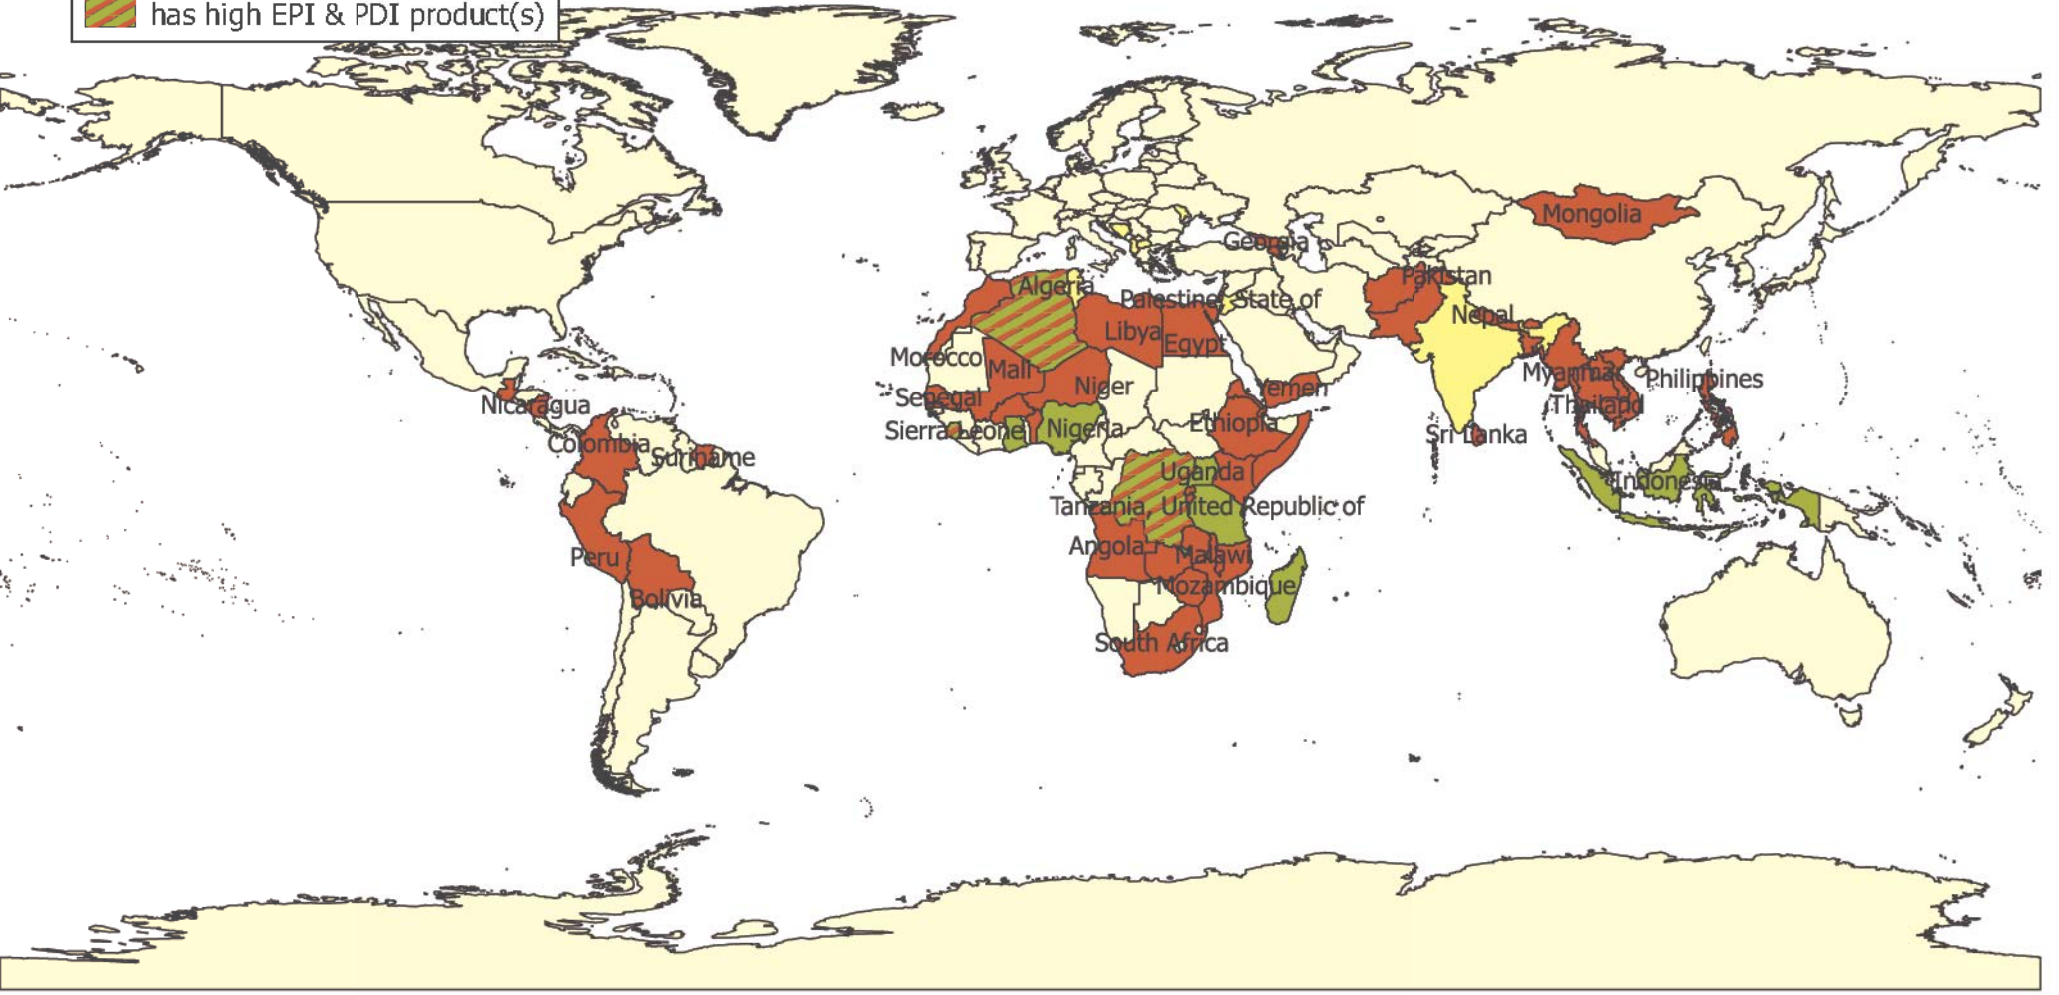 has high EPI & PDI product(s)
Mongolia
Georgia
Pakistan
Algeria
Palestine, State of
Nepal
Libya
Egypt
Morocco
Mali
Niger
Yemen
Myanmar
Philippines
Senegal
Nicaragua
Thailand
Ethiopia
Sierra Leone
Nigeria
Sri Lanka
Colombia
Suriname
Uganda
Indonesia
Tanzania, United Republic of
Angola
Malawi
Peru
Mozambique
Bolivia
South Africa